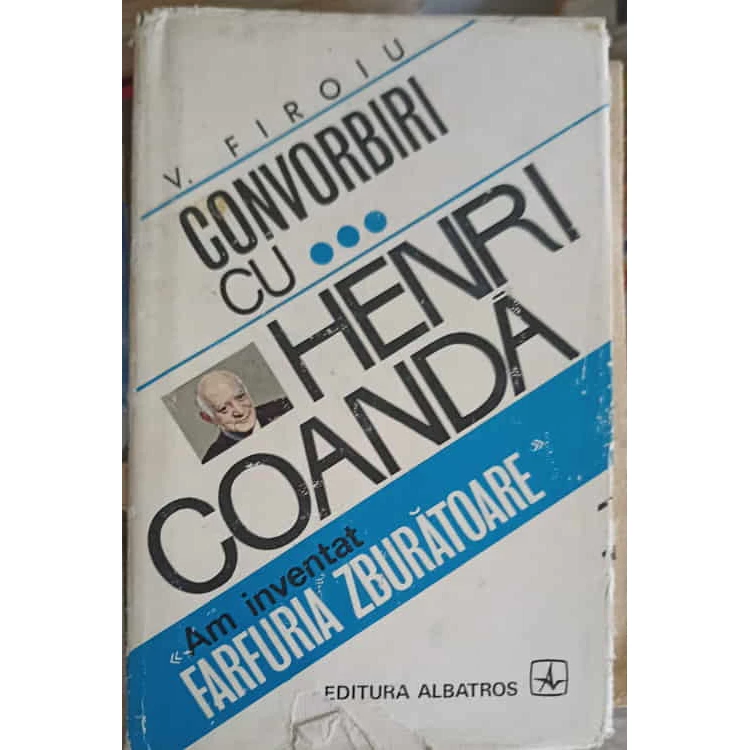 V. FIROIU
CONVORBIRI
CU...
HENRI
COANDĂ
«Am inventat
FARFURIA ZBURĂTOARE»
EDITURA ALBATROS